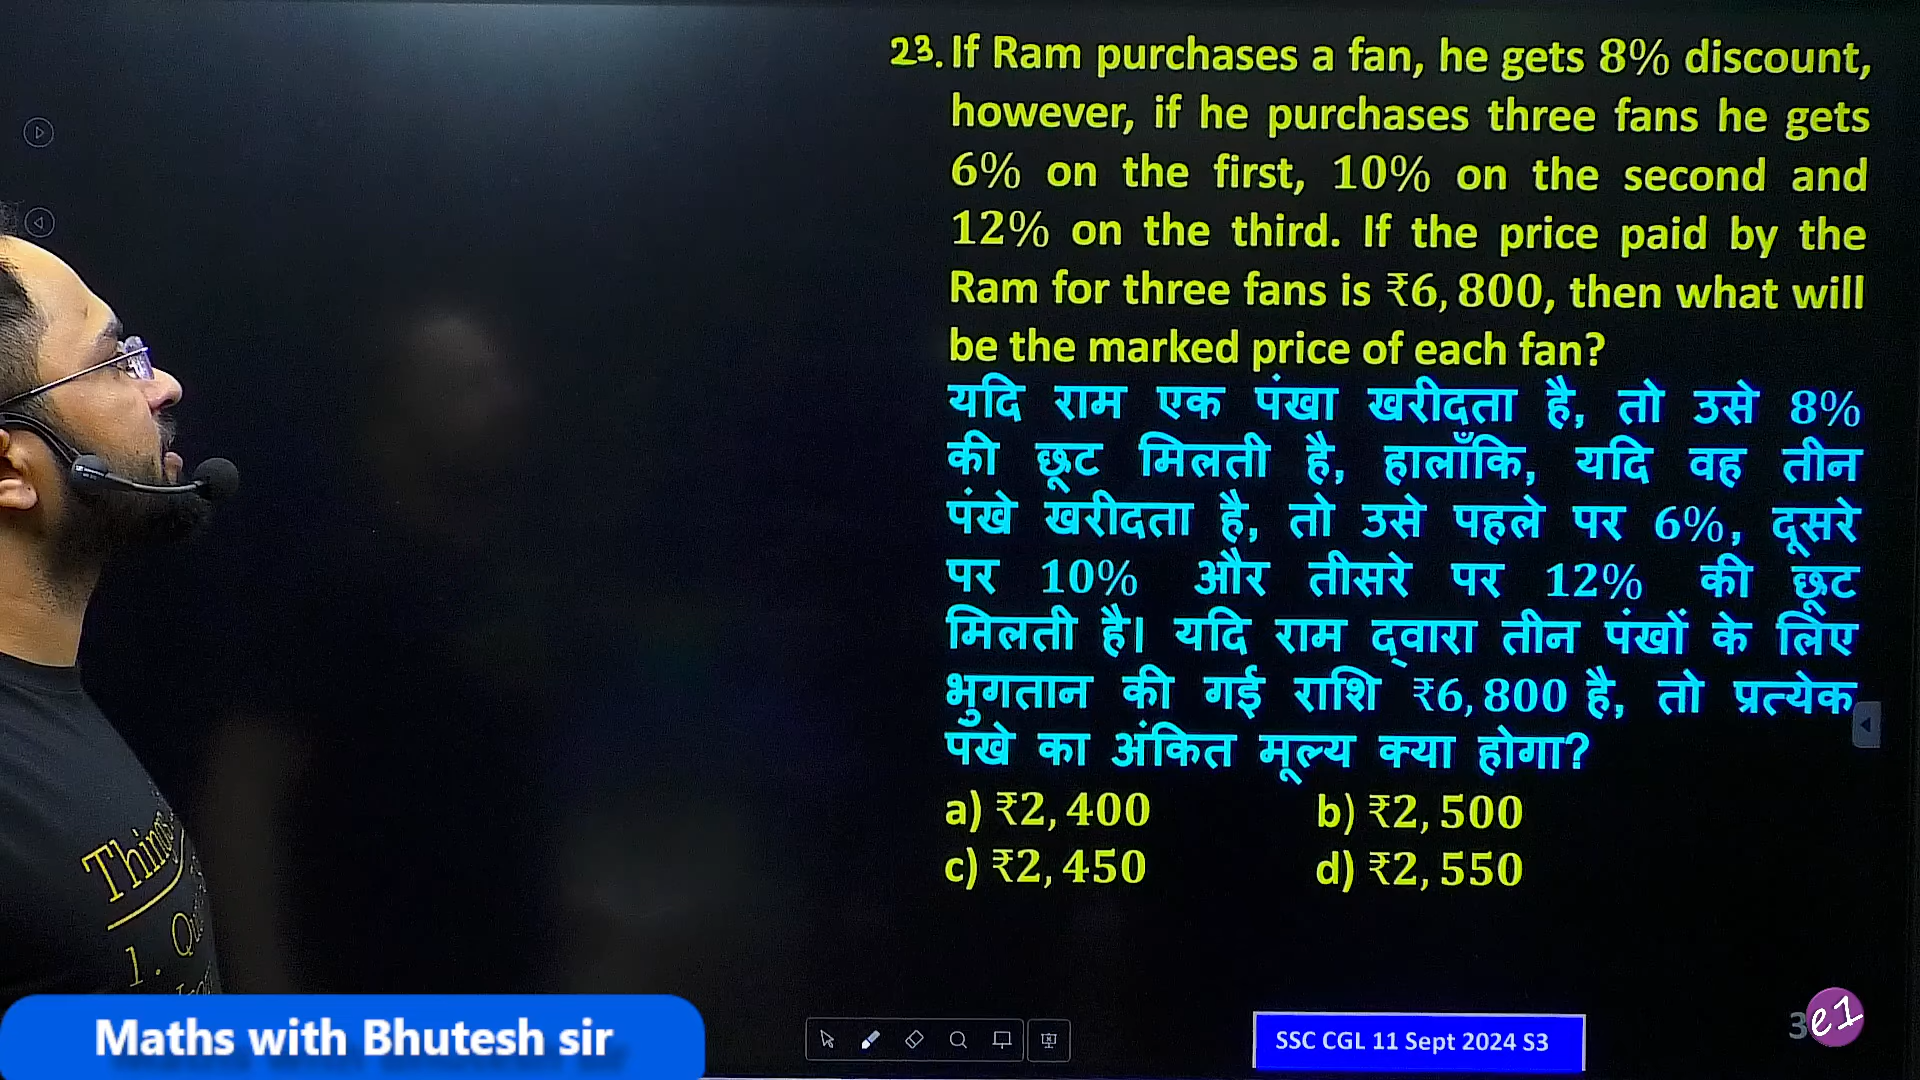 23. If Ram purchases a fan, he gets 8% discount,
however, if he purchases three fans he gets
6% on the first, 10% on the second and
12% on the third. If the price paid by the
Ram for three fans is ₹6,800, then what will
be the marked price of each fan?
यदि राम एक पंखा खरीदता है, तो उसे 8%
की छूट मिलती है, हालाँकि, यदि वह तीन
पंखे खरीदता है, तो उसे पहले पर 6%, दूसरे
पर 10% और तीसरे पर 12% की छूट
मिलती है। यदि राम द्वारा तीन पंखों के लिए
भुगतान की गई राशि ₹6,800 है, तो प्रत्येक
पंखे का अंकित मूल्य क्या होगा?
a) ₹2,400 b) ₹2,500
c) ₹2,450 d) ₹2,550
Things
1.
Maths with Bhutesh sir
SSC CGL 11 Sept 2024 S3
3
e1